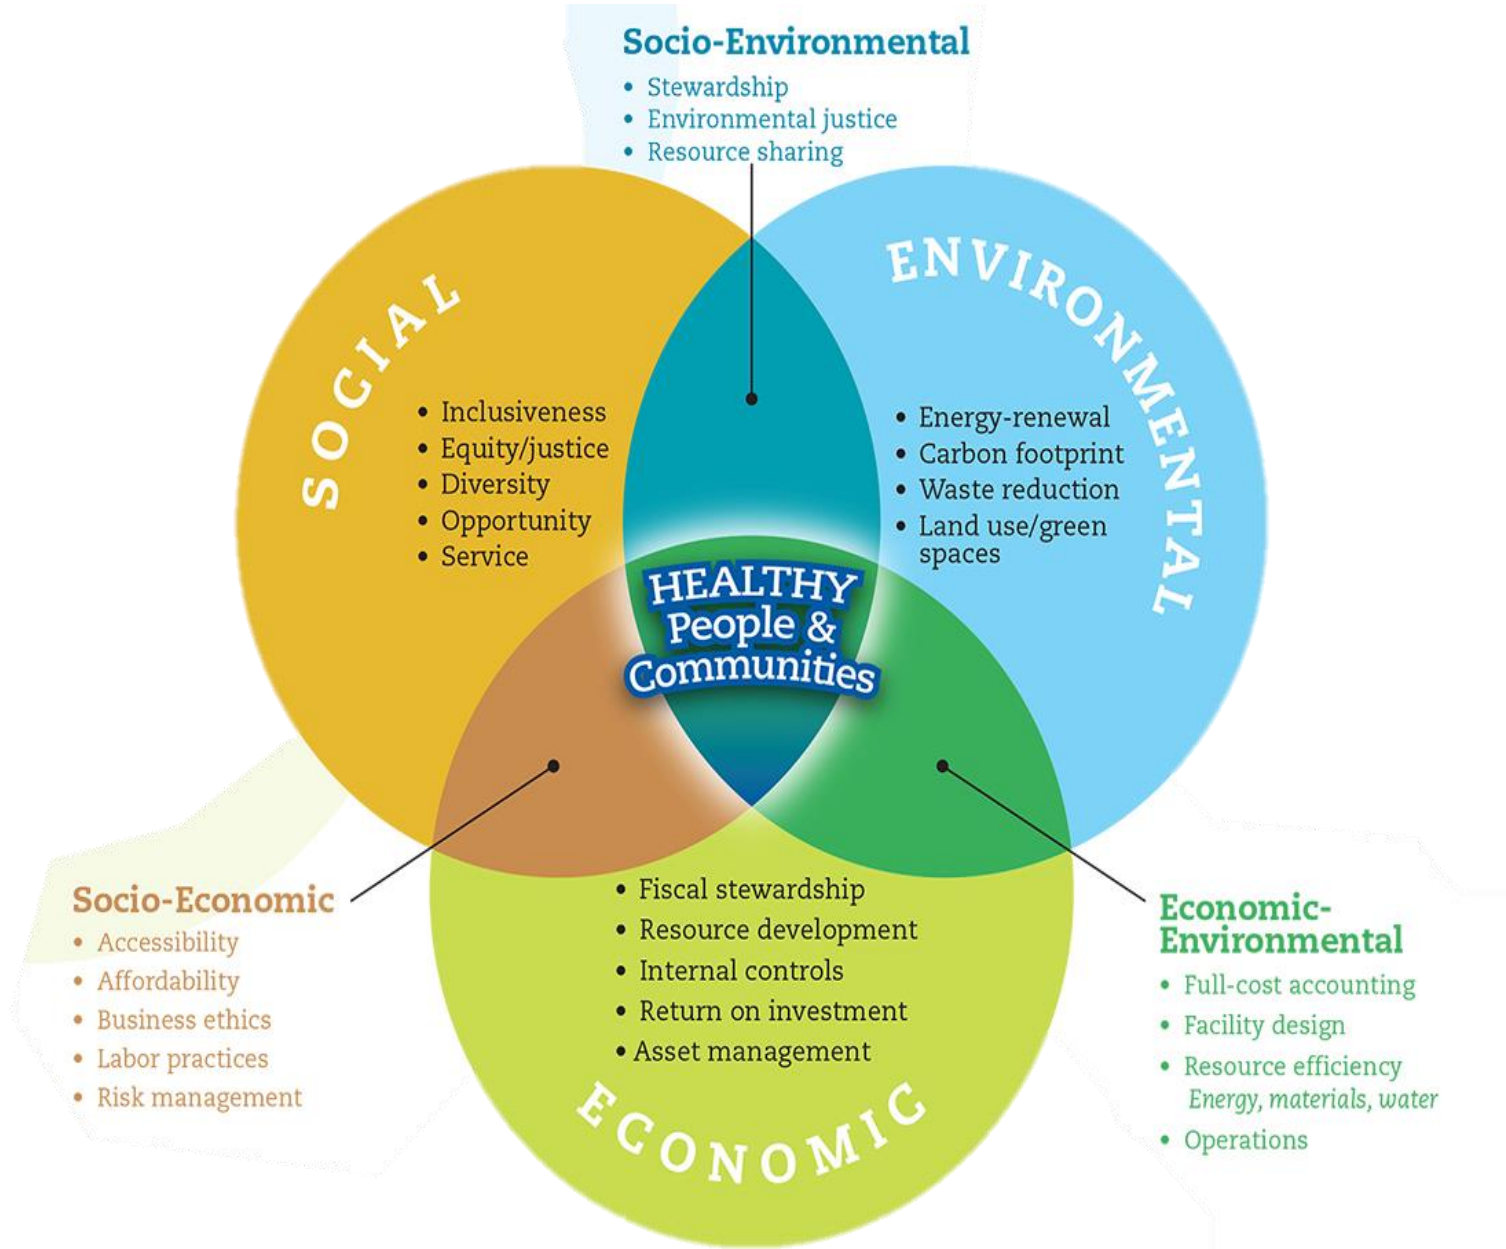 Socio-Environmental
• Stewardship
• Environmental justice
• Resource sharing
SOCIAL
• Inclusiveness
• Equity/justice
• Diversity
• Opportunity
• Service
ENVIRONMENTAL
• Energy-renewal
• Carbon footprint
• Waste reduction
• Land use/green
spaces
HEALTHY
People &
Communities
Socio-Economic
• Accessibility
• Affordability
• Business ethics
• Labor practices
• Risk management
• Fiscal stewardship
• Resource development
• Internal controls
• Return on investment
• Asset management
ECONOMIC
Economic-
Environmental
• Full-cost accounting
• Facility design
• Resource efficiency
Energy, materials, water
• Operations